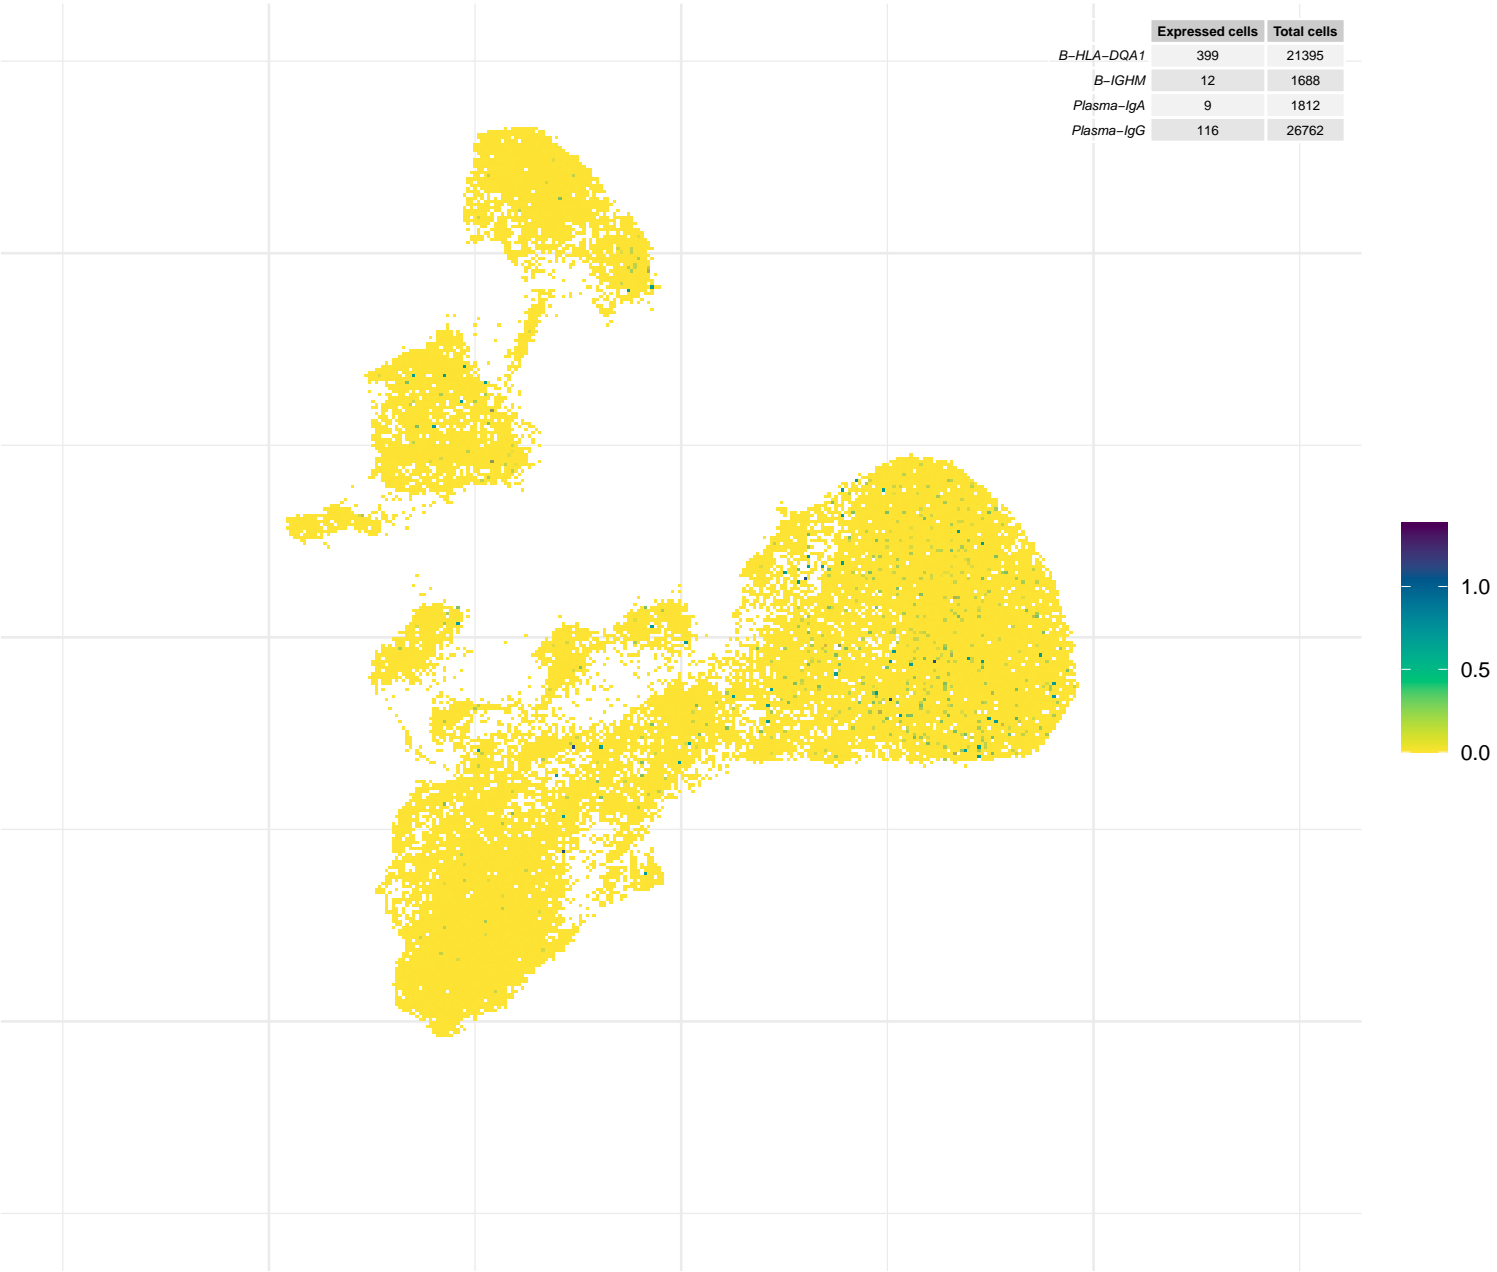 Expressed cells Total cells
B−HLA−DQA1 399 21395
B−IGHM 12 1688
Plasma−IgA 9 1812
Plasma−IgG 116 26762
1.0
0.5
0.0